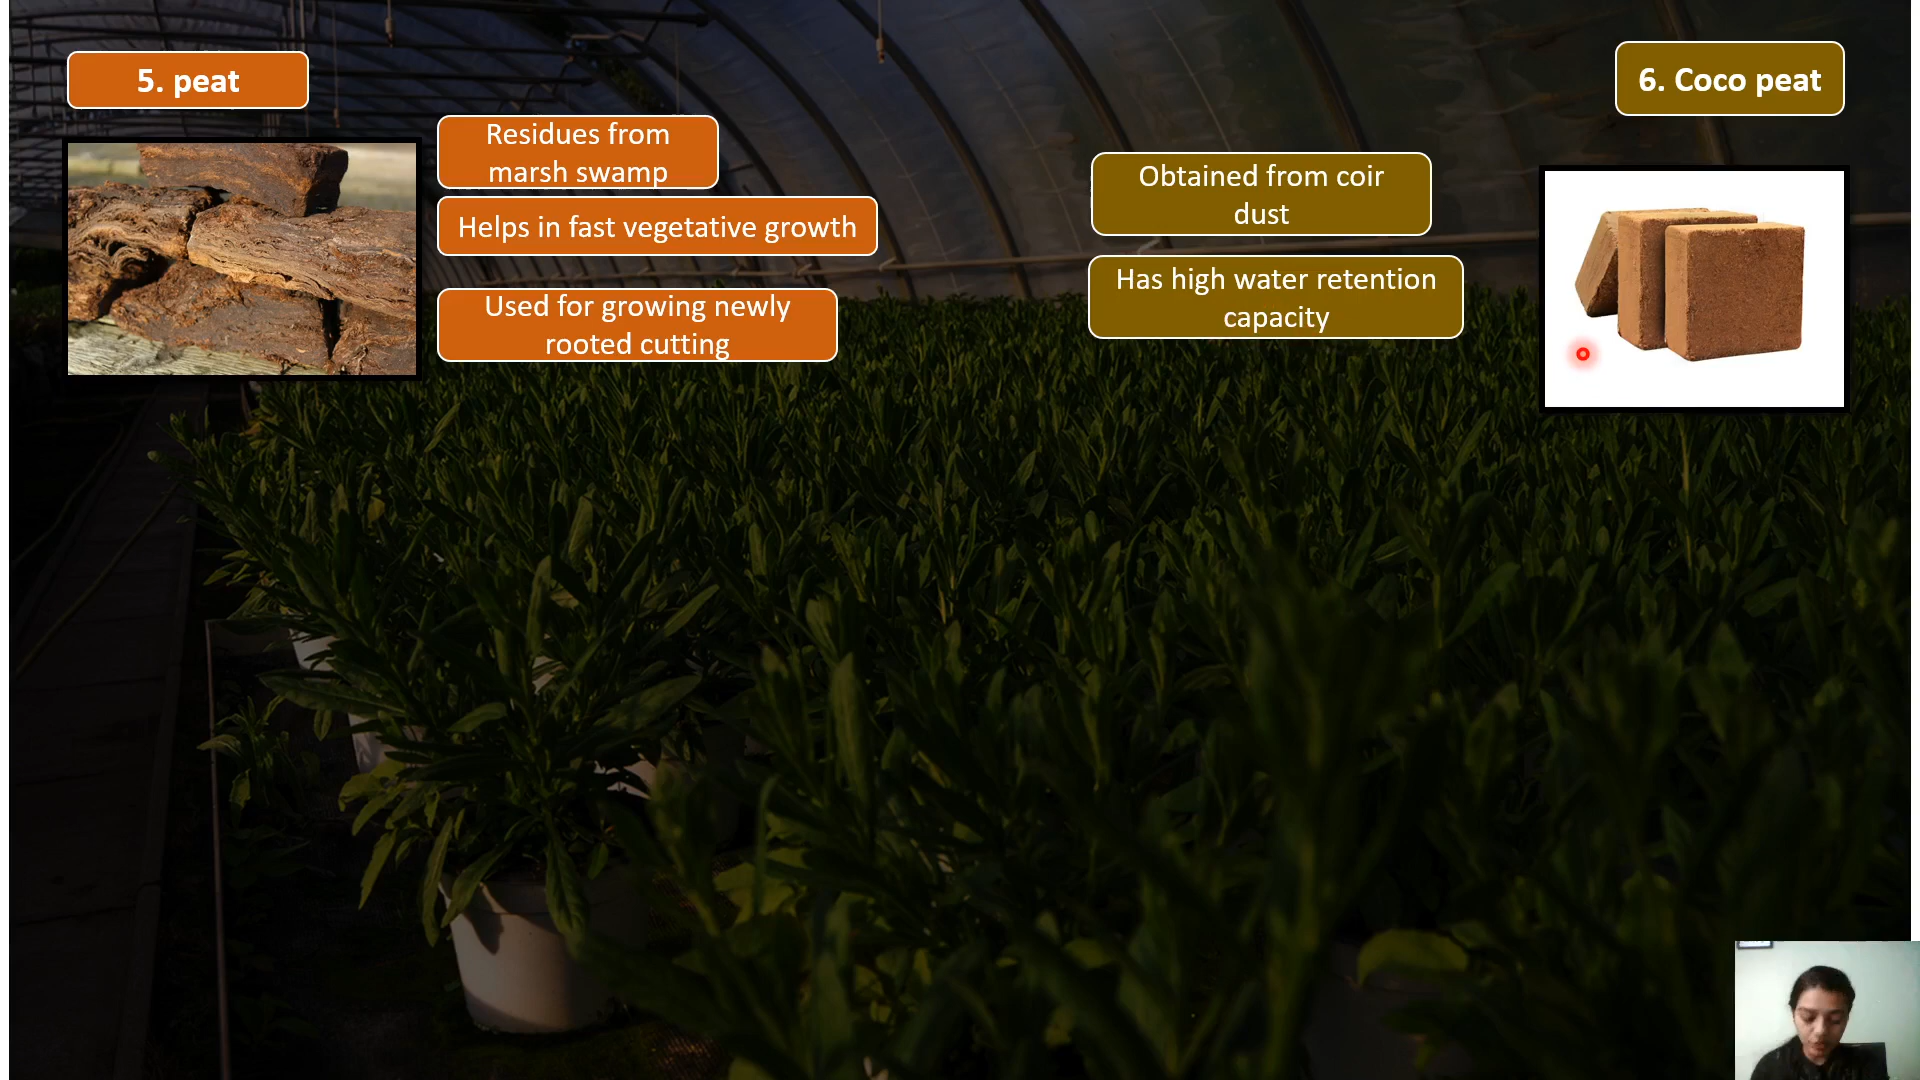 5. peat
Residues from
marsh swamp
Helps in fast vegetative growth
Used for growing newly
rooted cutting
6. Coco peat
Obtained from coir
dust
Has high water retention
capacity